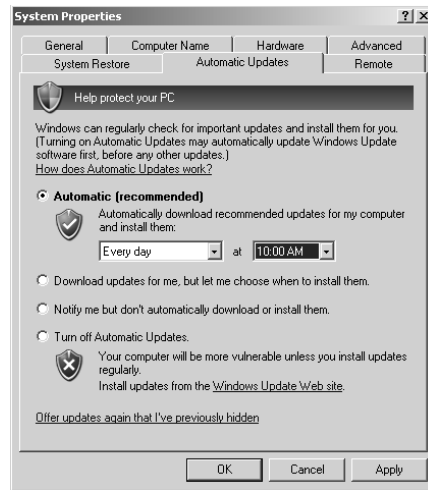 System Properties
General Computer Name Hardware Advanced
System Restore Automatic Updates Remote
Help protect your PC
Windows can regularly check for important updates and install them for you.
(Turning on Automatic Updates may automatically update Windows Update
software first, before any other updates.)
How does Automatic Updates work?
Automatic (recommended)
Automatically download recommended updates for my computer
and install them:
Every day at 10:00 AM
Download updates for me, but let me choose when to install them.
Notify me but don't automatically download or install them.
Turn off Automatic Updates.
Your computer will be more vulnerable unless you install updates
regularly.
Install updates from the Windows Update Web site.
Offer updates again that I've previously hidden
OK Cancel Apply